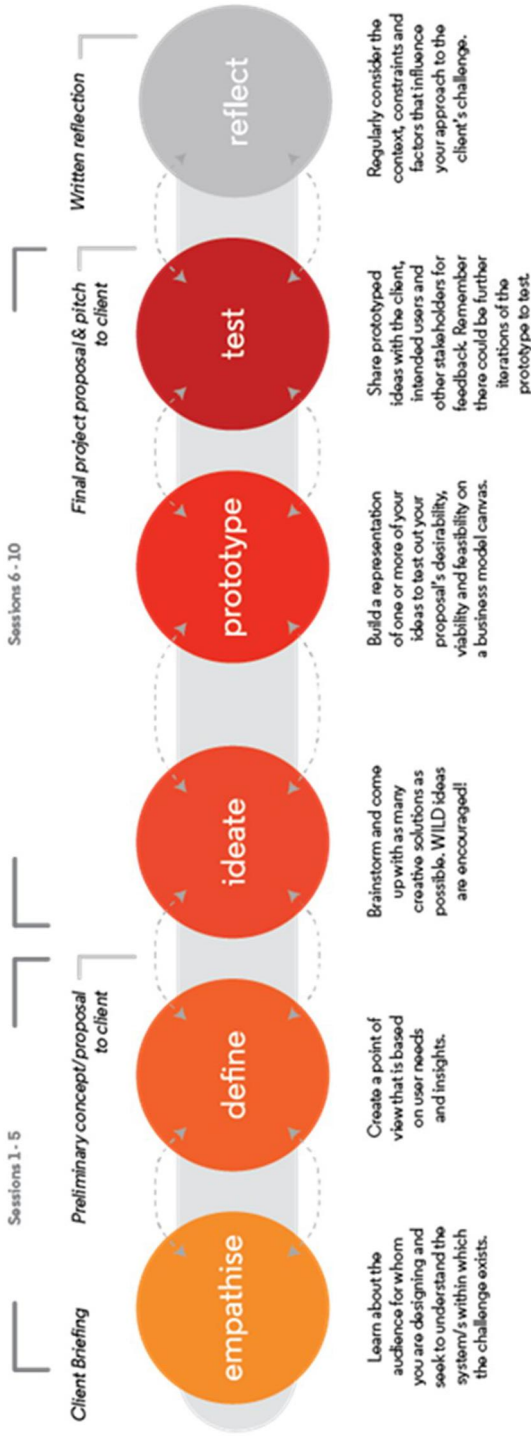 Sessions 1 - 5
Sessions 6 - 10
Client Briefing
Preliminary concept/proposal
to client
Final project proposal & pitch
to client
Written reflection
empathise
define
ideate
prototype
test
reflect
Learn about the
audience for whom
you are designing and
seek to understand the
system/s within which
the challenge exists.
Create a point of
view that is based
on user needs
and insights.
Brainstorm and come
up with as many
creative solutions as
possible. WILD ideas
are encouraged!
Build a representation
of one or more of your
ideas to test out your
proposal's desirability,
viability and feasibility on
a business model canvas.
Share prototyped
ideas with the client,
intended users and
other stakeholders for
feedback. Remember
there could be further
iterations of the
prototype to test.
Regularly consider the
context, constraints and
factors that influence
your approach to the
client's challenge.